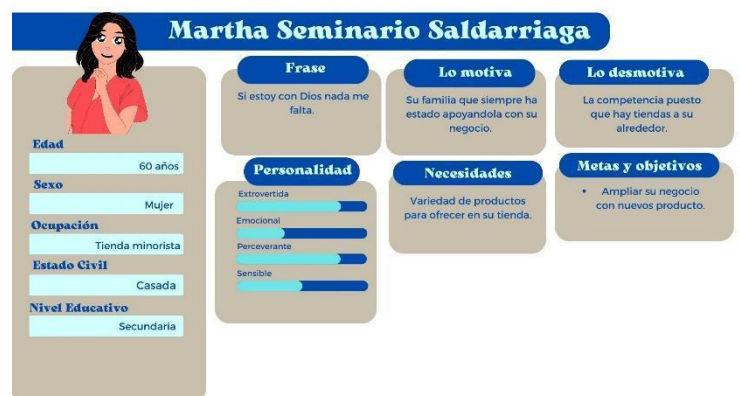 Martha Seminario Saldarriaga
Edad
60 años
Sexo
Mujer
Ocupación
Tienda minorista
Estado Civil
Casada
Nivel Educativo
Secundaria
Frase
Si estoy con Dios nada me
falta.
Lo motiva
Su familia que siempre ha
estado apoyandola con su
negocio.
Lo desmotiva
La competencia puesto
que hay tiendas a su
alrededor.
Personalidad
Extrovertida
Emocional
Perceverante
Sensible
Necesidades
Variedad de productos
para ofrecer en su tienda.
Metas y objetivos
• Ampliar su negocio
con nuevos producto.